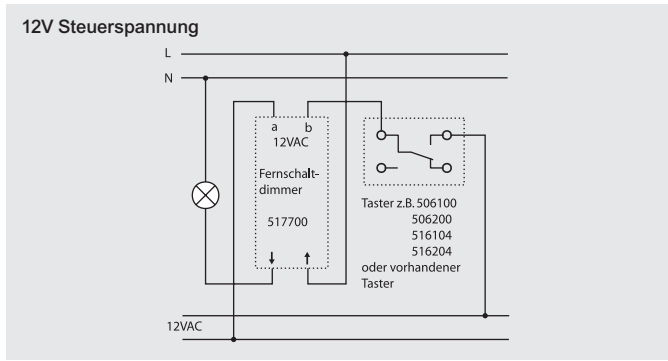 12V Steuerspannung
L
N
a b
12VAC
Fernschalt-
dimmer
517700
Taster z.B. 506100
506200
516104
516204
oder vorhandener
Taster
12VAC